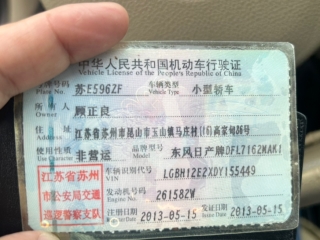 中华人民共和国机动车行驶证
Vehicle License of the People's Republic of China
号牌号码 苏E596ZF 车辆类型 小型轿车
Plate No. Vehicle Type
所有人 顾正良
Owner
住址 江苏省苏州市昆山市玉山镇马庄村
Address
使用性质 非营运 品牌型号 东风日产牌DFL7162MAK1
Use Character Model
江苏省苏州
市公安局交通
巡逻警察支队
车辆识别代号 LGBH12E2XDY155449
VIN
发动机号码 261582W
Engine No.
注册日期 2013-05-15 发证日期 2013-05-15
Register Date Issue Date